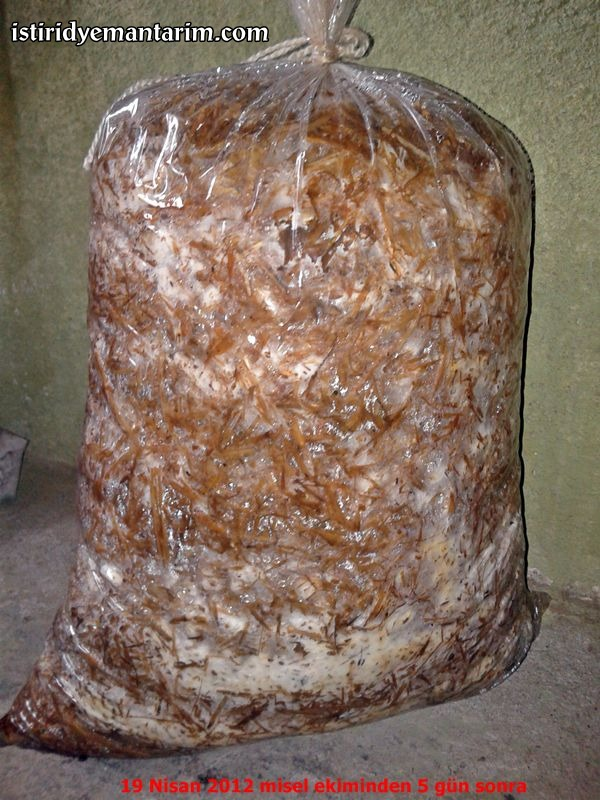 istiridyemantarim.com
19 Nisan 2012 misel ekiminden 5 gün sonra